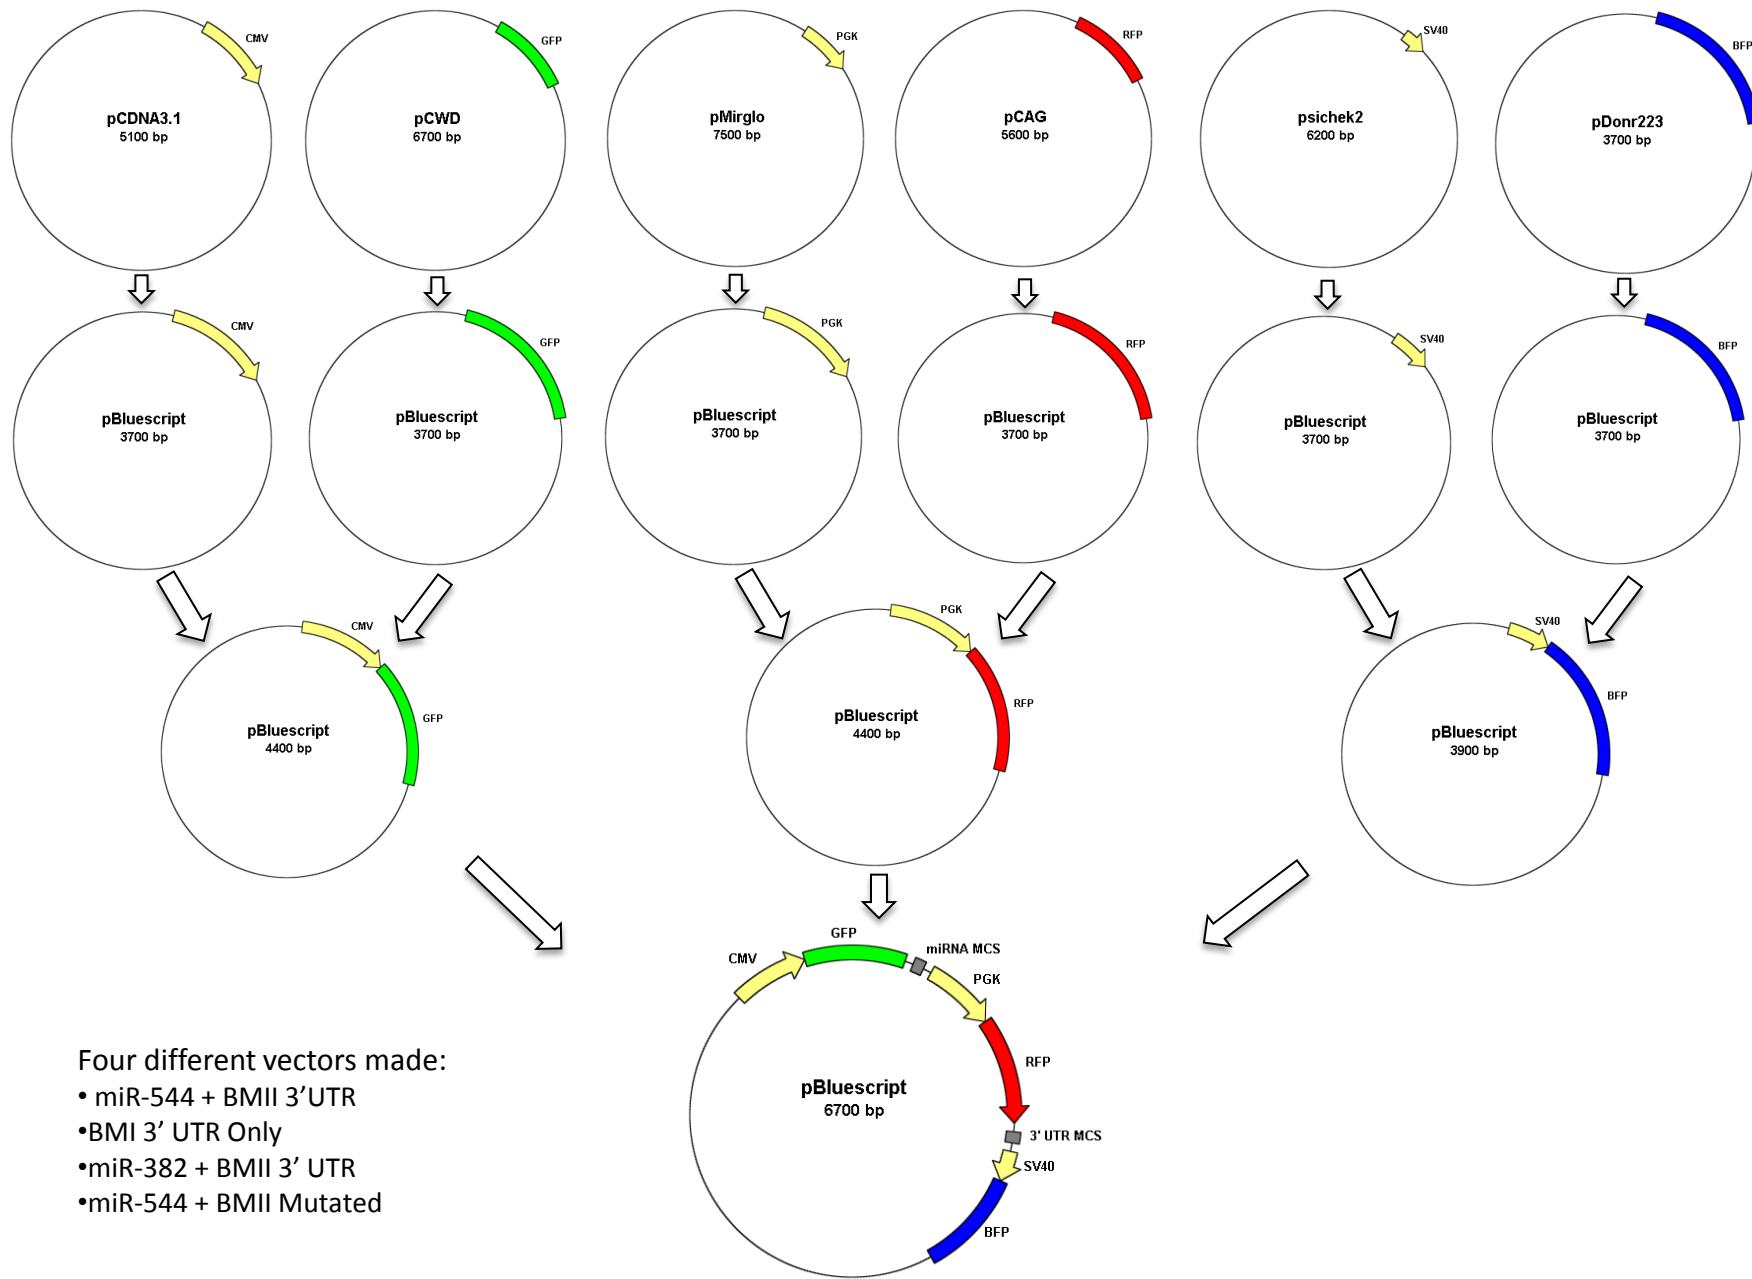 CMV
GFP
PGK
RFP
SV40
BFP
pCDNA3.1
5100 bp
pCWD
6700 bp
pMirglo
7500 bp
pCAG
5600 bp
psichek2
6200 bp
pDonr223
3700 bp
CMV
GFP
PGK
RFP
SV40
BFP
pBluescript
3700 bp
pBluescript
3700 bp
pBluescript
3700 bp
pBluescript
3700 bp
pBluescript
3700 bp
pBluescript
3700 bp
CMV
GFP
pBluescript
4400 bp
PGK
RFP
pBluescript
4400 bp
SV40
BFP
pBluescript
3900 bp
CMV
GFP
miRNA MCS
PGK
RFP
3' UTR MCS
SV40
BFP
pBluescript
6700 bp
Four different vectors made:
• miR-544 + BMII 3’UTR
•BMI 3’ UTR Only
•miR-382 + BMII 3’ UTR
•miR-544 + BMII Mutated